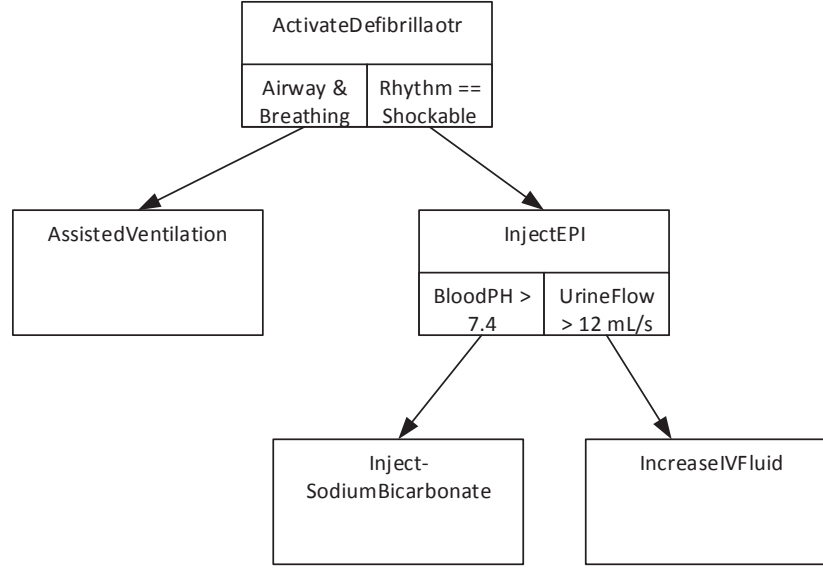 ActivateDefibrillaotr
Airway &
Breathing
Rhythm ==
Shockable
AssistedVentilation
InjectEPI
BloodPH >
7.4
UrineFlow
> 12 mL/s
Inject-
SodiumBicarbonate
IncreaseIVFluid